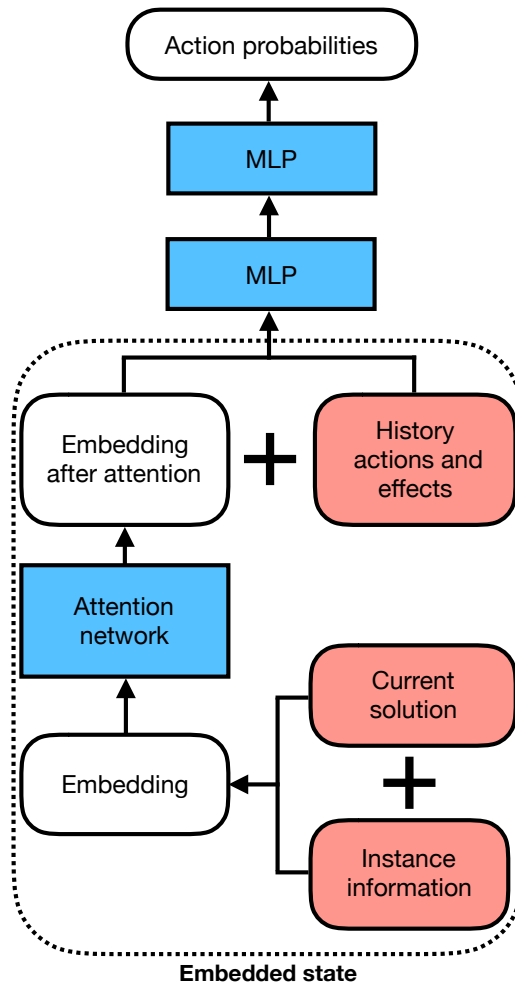 Action probabilities
MLP
MLP
Embedding
after attention
History
actions and
effects
Attention
network
Current
solution
Embedding
Instance
information
Embedded state